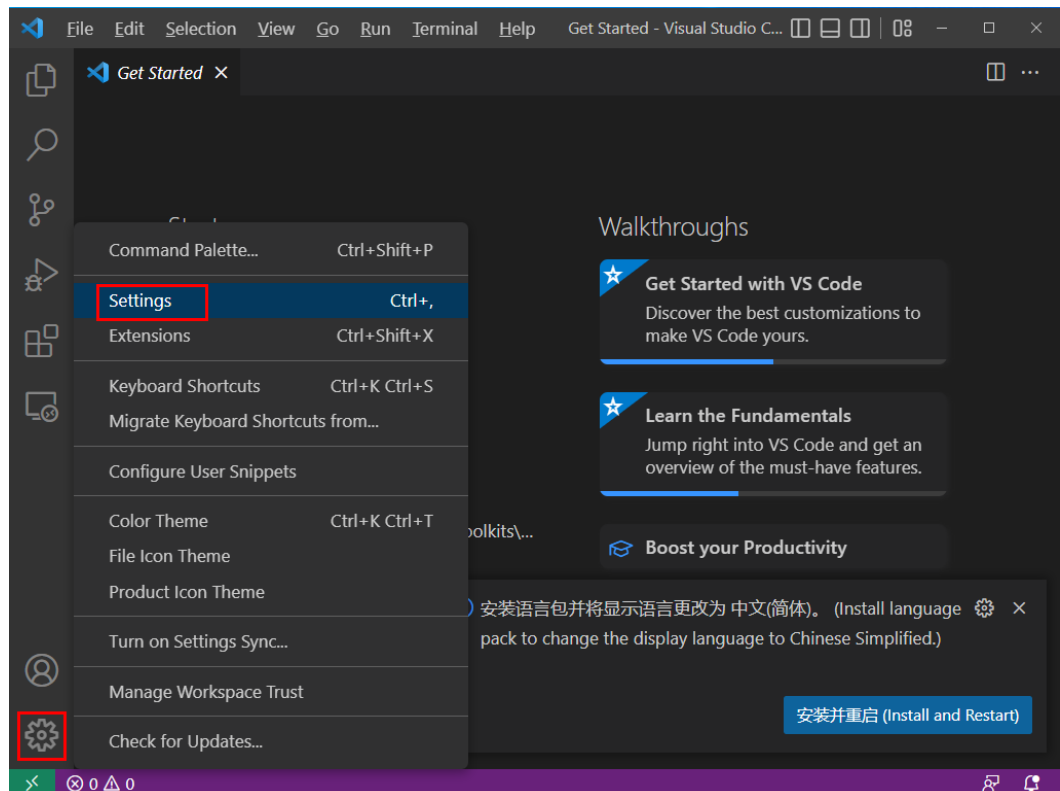 File Edit Selection View Go Run Terminal Help Get Started - Visual Studio C...
Get Started
Walkthroughs
Command Palette... Ctrl+Shift+P
Settings Ctrl+,
Extensions Ctrl+Shift+X
Keyboard Shortcuts Ctrl+K Ctrl+S
Migrate Keyboard Shortcuts from...
Configure User Snippets
Color Theme Ctrl+K Ctrl+T
File Icon Theme
Product Icon Theme
Turn on Settings Sync...
Manage Workspace Trust
Check for Updates...
Get Started with VS Code
Discover the best customizations to
make VS Code yours.
Learn the Fundamentals
Jump right into VS Code and get an
overview of the must-have features.
Boost your Productivity
安装语言包并将显示语言更改为 中文(简体)。 (Install language
pack to change the display language to Chinese Simplified.)
安装并重启 (Install and Restart)
0 0